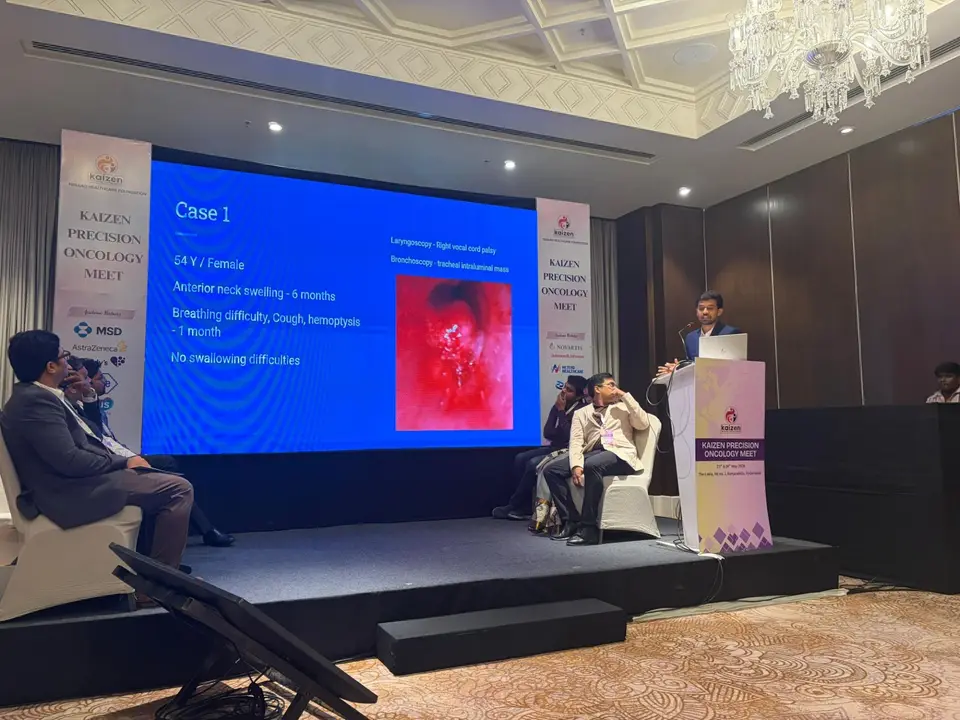 kaizen
KAIZEN
PRECISION
ONCOLOGY
MEET
MSD
AstraZeneca
Case 1
54 Y / Female
Anterior neck swelling - 6 months
Breathing difficulty, Cough, hemoptysis
- 1 month
No swallowing difficulties
Laryngoscopy - Right vocal cord palsy
Bronchoscopy - tracheal intraluminal mass
kaizen
KAIZEN
PRECISION
ONCOLOGY
MEET
NOVARTIS
kaizen
KAIZEN PRECISION
ONCOLOGY MEET